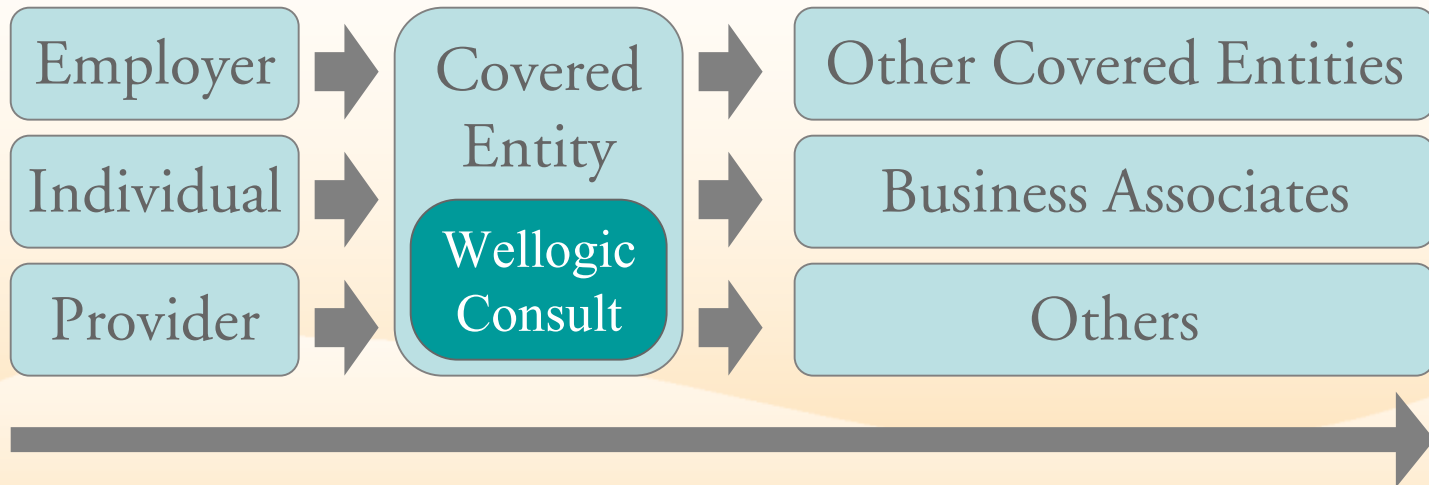 Employer
Individual
Provider
Covered
Entity
Wellogic
Consult
Other Covered Entities
Business Associates
Others